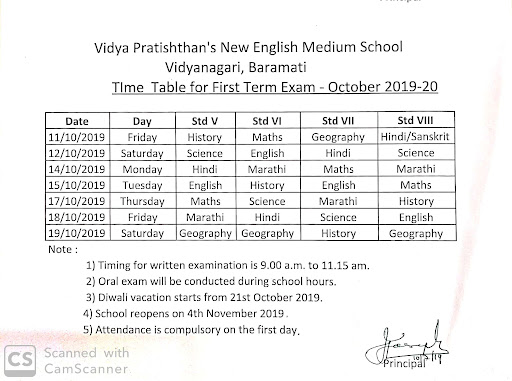 Principal
Vidya Pratishthan's New English Medium School
Vidyanagari, Baramati
TIme Table for First Term Exam - October 2019-20
Date Day Std V Std VI Std VII Std VIII
11/10/2019 Friday History Maths Geography Hindi/Sanskrit
12/10/2019 Saturday Science English Hindi Science
14/10/2019 Monday Hindi Marathi Maths Marathi
15/10/2019 Tuesday English History English Maths
17/10/2019 Thursday Maths Science Marathi History
18/10/2019 Friday Marathi Hindi Science English
19/10/2019 Saturday Geography Geography History Geography
Note :
1) Timing for written examination is 9.00 a.m. to 11.15 am.
2) Oral exam will be conducted during school hours.
3) Diwali vacation starts from 21st October 2019.
4) School reopens on 4th November 2019.
5) Attendance is compulsory on the first day.
Principal
CS Scanned with
CamScanner